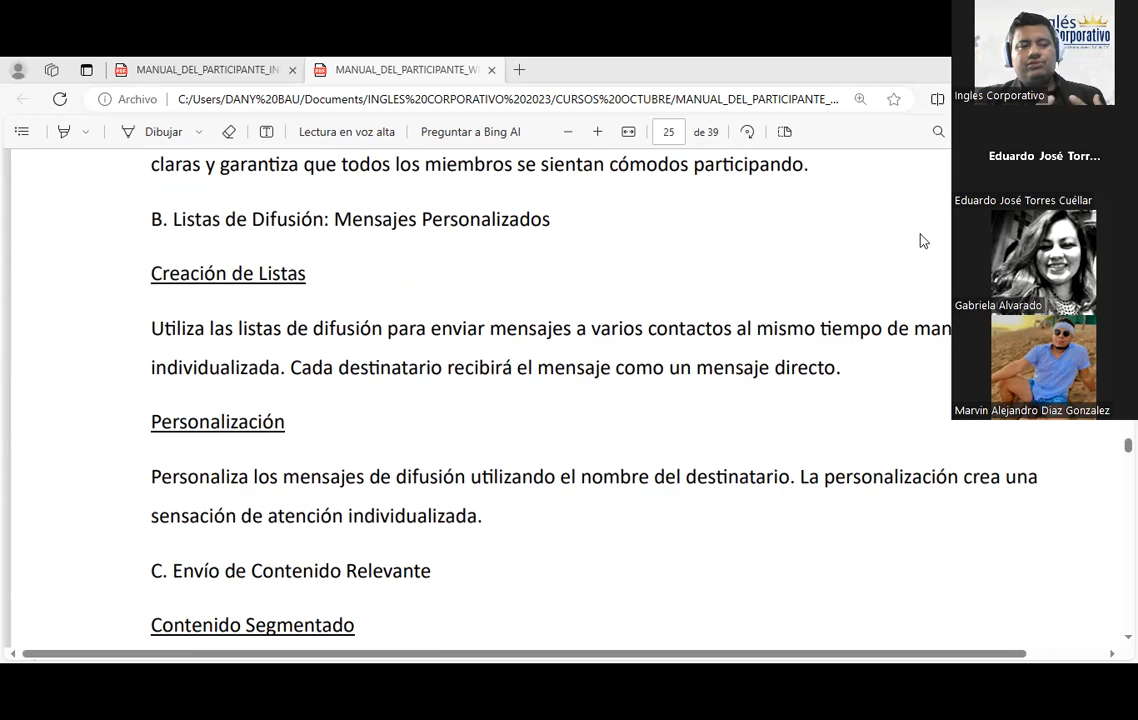 MANUAL_DEL_PARTICIPANTE_IN
MANUAL_DEL_PARTICIPANTE_WI
Archivo
C:/Users/DANY%20BAU/Documents/INGLES%20CORPORATIVO%202023/CURSOS%20OCTUBRE/MANUAL_DEL_PARTICIPANTE_...
Dibujar
Lectura en voz alta
Preguntar a Bing AI
25
de 39
claras y garantiza que todos los miembros se sientan cómodos participando.
B. Listas de Difusión: Mensajes Personalizados
Creación de Listas
Utiliza las listas de difusión para enviar mensajes a varios contactos al mismo tiempo de man
individualizada. Cada destinatario recibirá el mensaje como un mensaje directo.
Personalización
Personaliza los mensajes de difusión utilizando el nombre del destinatario. La personalización crea una
sensación de atención individualizada.
C. Envío de Contenido Relevante
Contenido Segmentado
glés
Corporativo
Inglés Corporativo
Eduardo José Torr...
Eduardo José Torres Cuéllar
Gabriela Alvarado
Marvin Alejandro Diaz Gonzalez